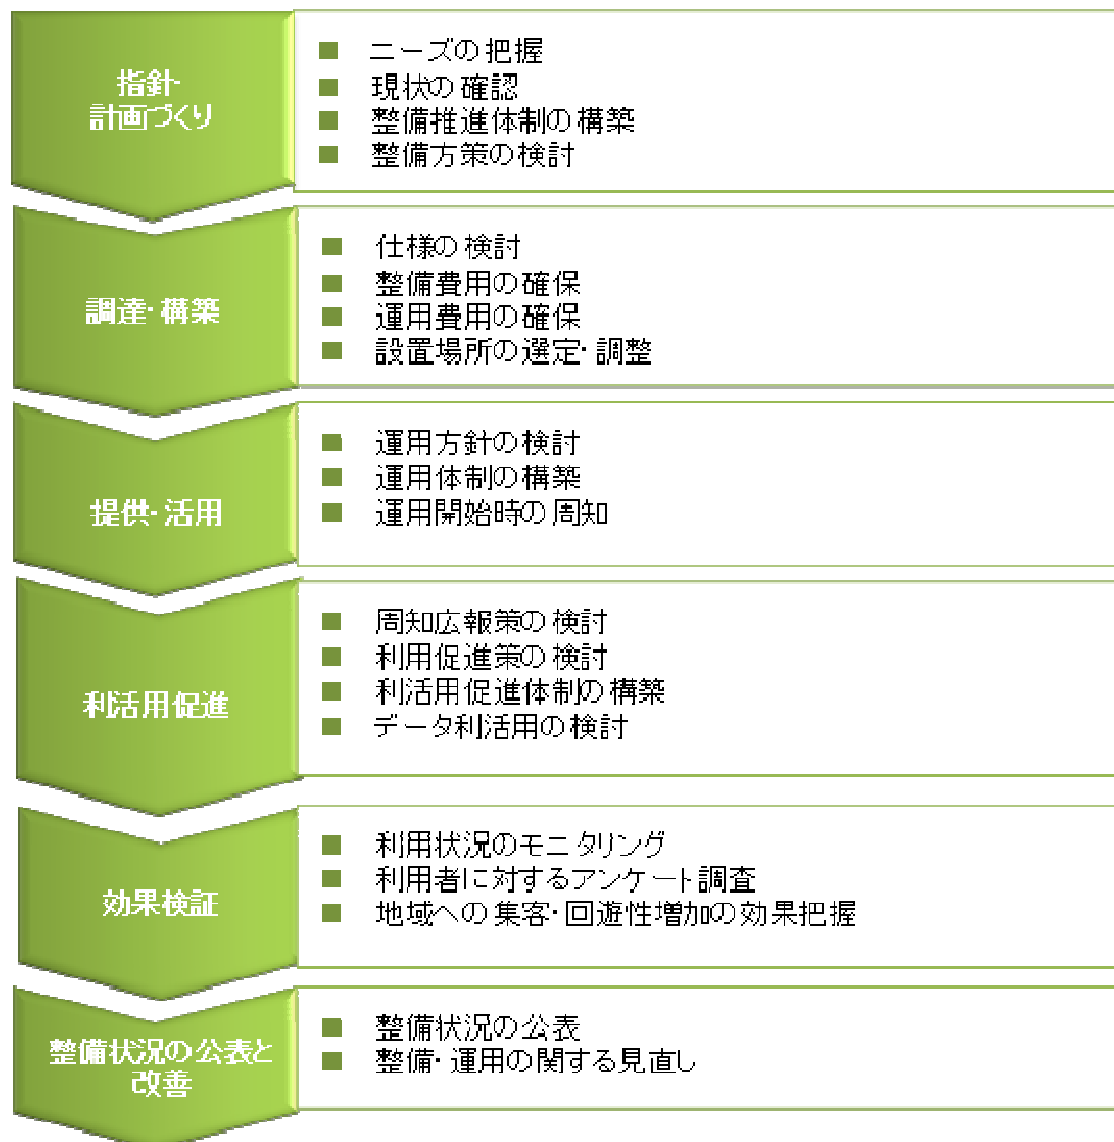 指針・
計画づくり
■ ニーズの把握
■ 現状の確認
■ 整備推進体制の構築
■ 整備方策の検討
調達・構築
■ 仕様の検討
■ 整備費用の確保
■ 運用費用の確保
■ 設置場所の選定・調整
提供・活用
■ 運用方針の検討
■ 運用体制の構築
■ 運用開始時の周知
利活用促進
■ 周知広報策の検討
■ 利用促進策の検討
■ 利活用促進体制の構築
■ データ利活用の検討
効果検証
■ 利用状況のモニタリング
■ 利用者に対するアンケート調査
■ 地域への集客・回遊性増加の効果把握
整備状況の公表と
改善
■ 整備状況の公表
■ 整備・運用の関する見直し